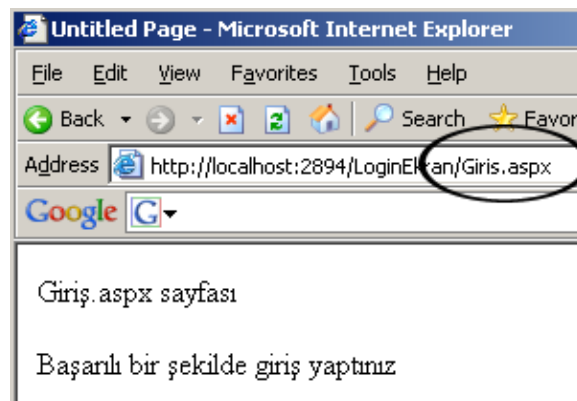 Untitled Page - Microsoft Internet Explorer
File Edit View Favorites Tools Help
Back Search Favor
Address http://localhost:2894/LoginEkran/Giris.aspx
Google G
Giriş.aspx sayfası
Başarılı bir şekilde giriş yaptınız